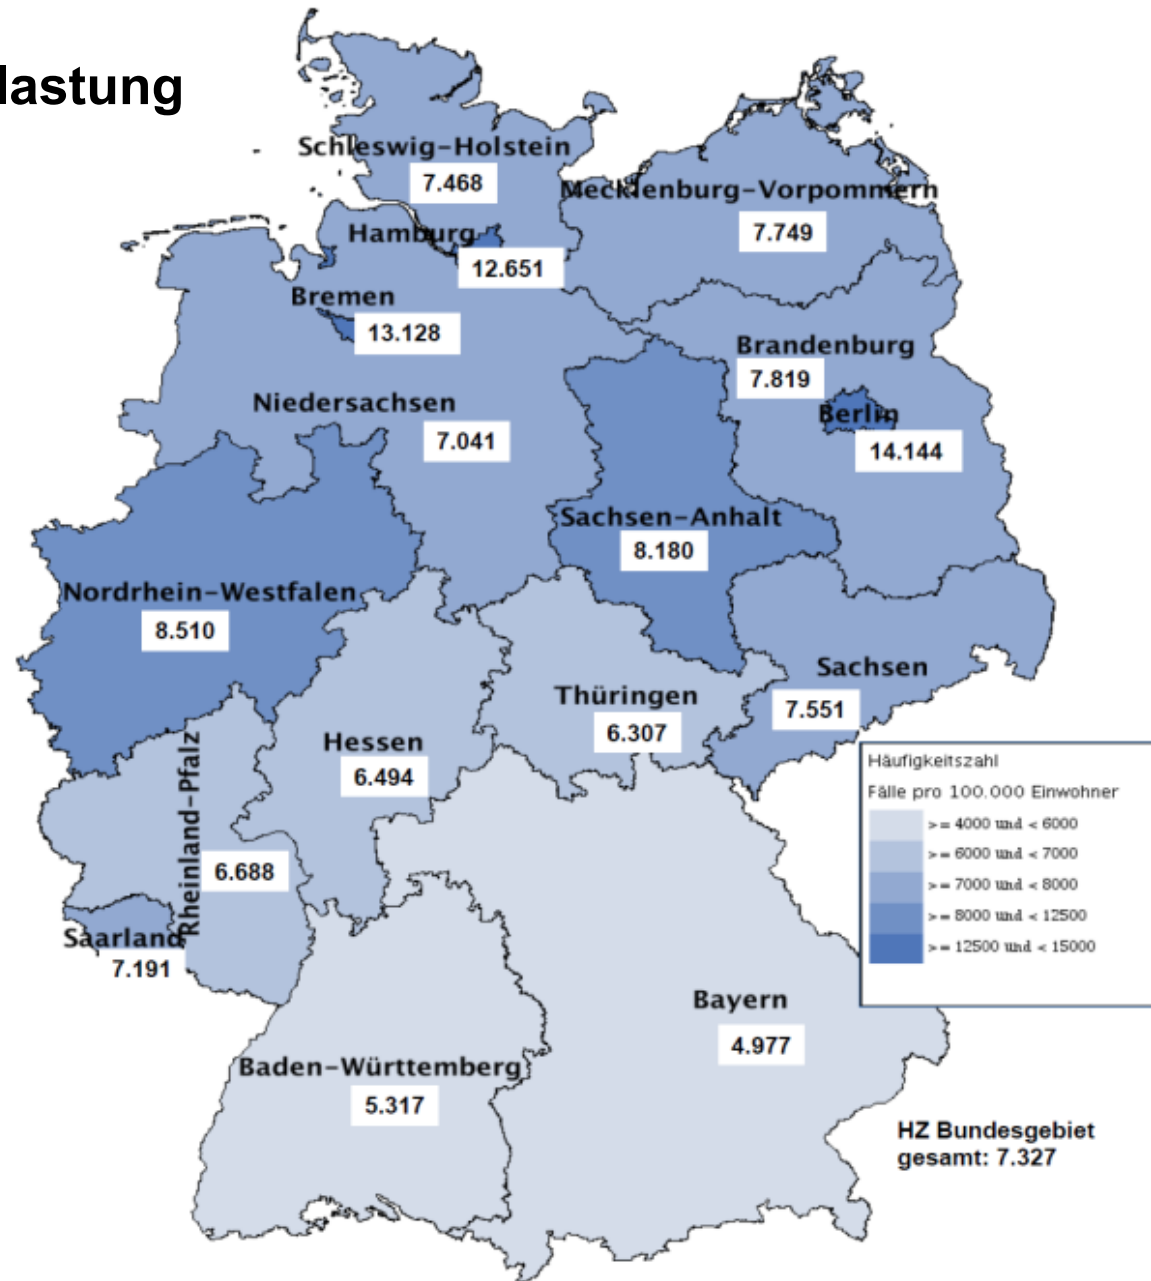 lastung
Schleswig-Holstein
7.468
Mecklenburg-Vorpommern
7.749
Hamburg
12.651
Bremen
13.128
Brandenburg
7.819
Berlin
14.144
Niedersachsen
7.041
Sachsen-Anhalt
8.180
Nordrhein-Westfalen
8.510
Sachsen
7.551
Thüringen
6.307
Hessen
6.494
Rheinland-Pfalz
6.688
Saarland
7.191
Häufigkeitszahl
Fälle pro 100.000 Einwohner
>= 4000 und < 6000
>= 6000 und < 7000
>= 7000 und < 8000
>= 8000 und < 12500
>= 12500 und < 15000
Bayern
4.977
Baden-Württemberg
5.317
HZ Bundesgebiet
gesamt: 7.327